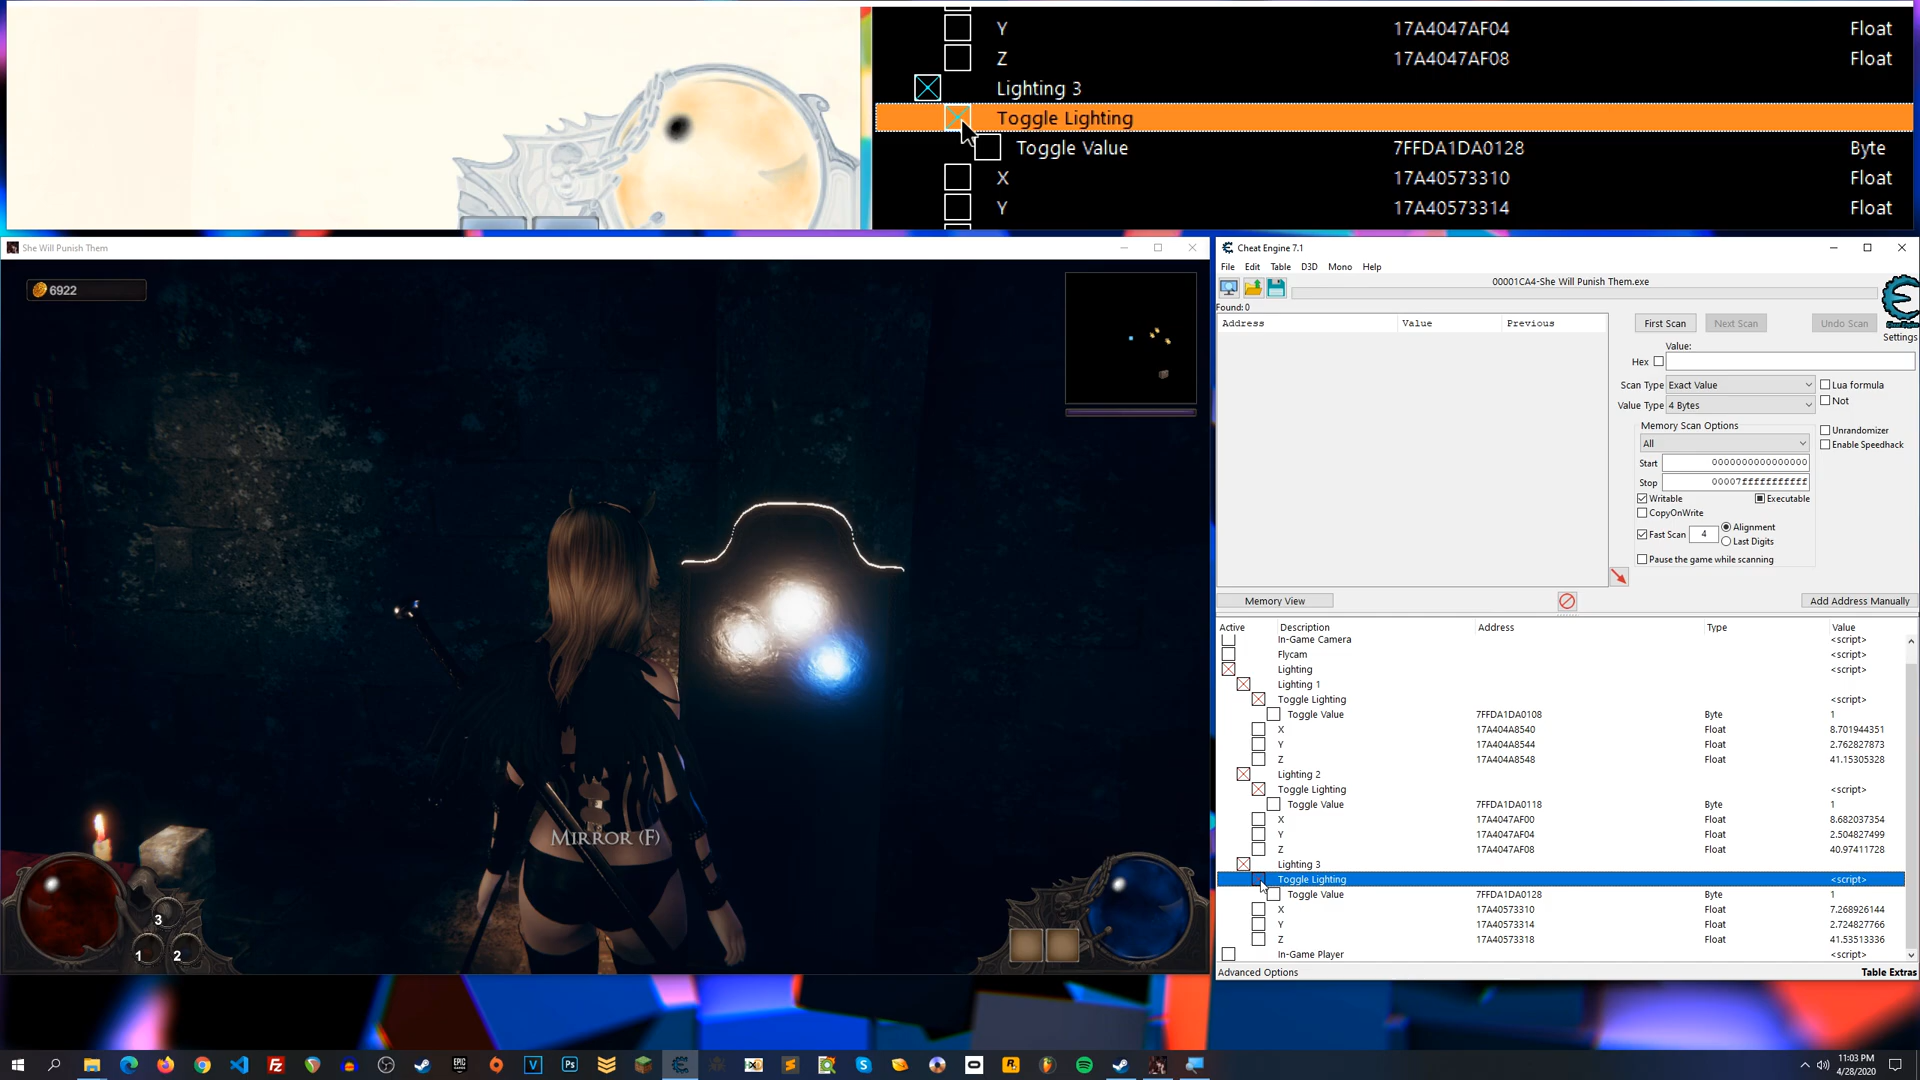 Y 17A4047AF04 Float
Z 17A4047AF08 Float
Lighting 3
Toggle Lighting
Toggle Value 7FFDA1DA0128 Byte
X 17A40573310 Float
Y 17A40573314 Float
She Will Punish Them
6922
MIRROR (F)
3
1
2
Cheat Engine 7.1
File Edit Table D3D Mono Help
00001CA4-She Will Punish Them.exe
Found: 0
Address Value Previous
First Scan Next Scan Undo Scan
Settings
Value:
Hex
Scan Type Exact Value Lua formula
Not
Value Type 4 Bytes
Memory Scan Options
All
Unrandomizer
Enable Speedhack
Start 0000000000000000
Stop 00007fffffffffff
Writable Executable
CopyOnWrite
Fast Scan 4 Alignment
Last Digits
Pause the game while scanning
Memory View Add Address Manually
Active Description Address Type Value
In-Game Camera <script>
Flycam <script>
Lighting <script>
Lighting 1
Toggle Lighting <script>
Toggle Value 7FFDA1DA0108 Byte 1
X 17A404A8540 Float 8.701944351
Y 17A404A8544 Float 2.762827873
Z 17A404A8548 Float 41.15305328
Lighting 2
Toggle Lighting <script>
Toggle Value 7FFDA1DA0118 Byte 1
X 17A4047AF00 Float 8.682037354
Y 17A4047AF04 Float 2.504827499
Z 17A4047AF08 Float 40.97411728
Lighting 3
Toggle Lighting <script>
Toggle Value 7FFDA1DA0128 Byte 1
X 17A40573310 Float 7.268926144
Y 17A40573314 Float 2.724827766
Z 17A40573318 Float 41.53513336
In-Game Player <script>
Advanced Options Table Extras
11:03 PM
4/28/2020